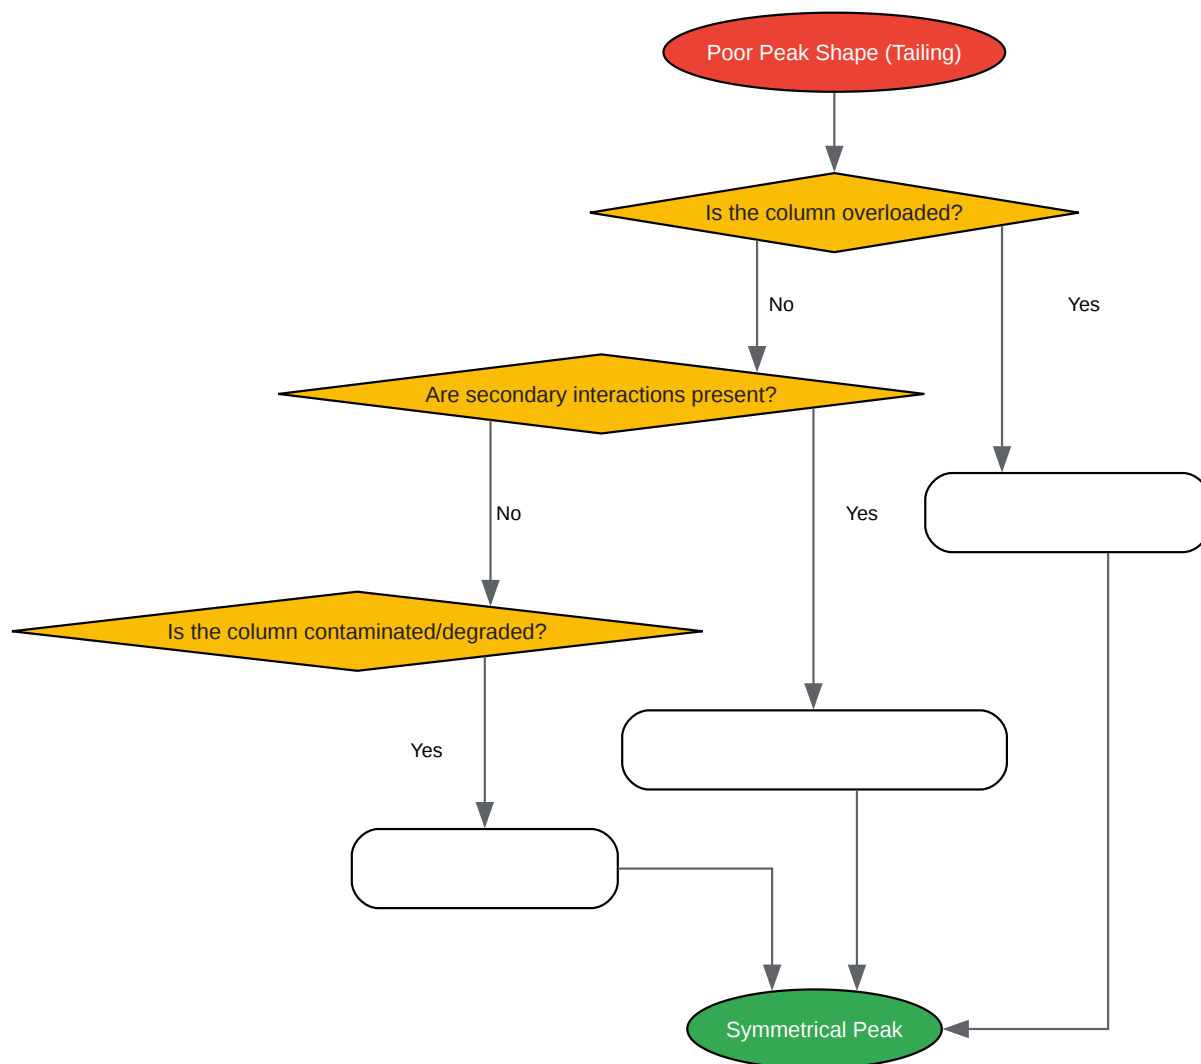 Poor Peak Shape (Tailing)
Is the column overloaded?
No
Yes
Are secondary interactions present?
No
Yes
Is the column contaminated/degraded?
Yes
Symmetrical Peak